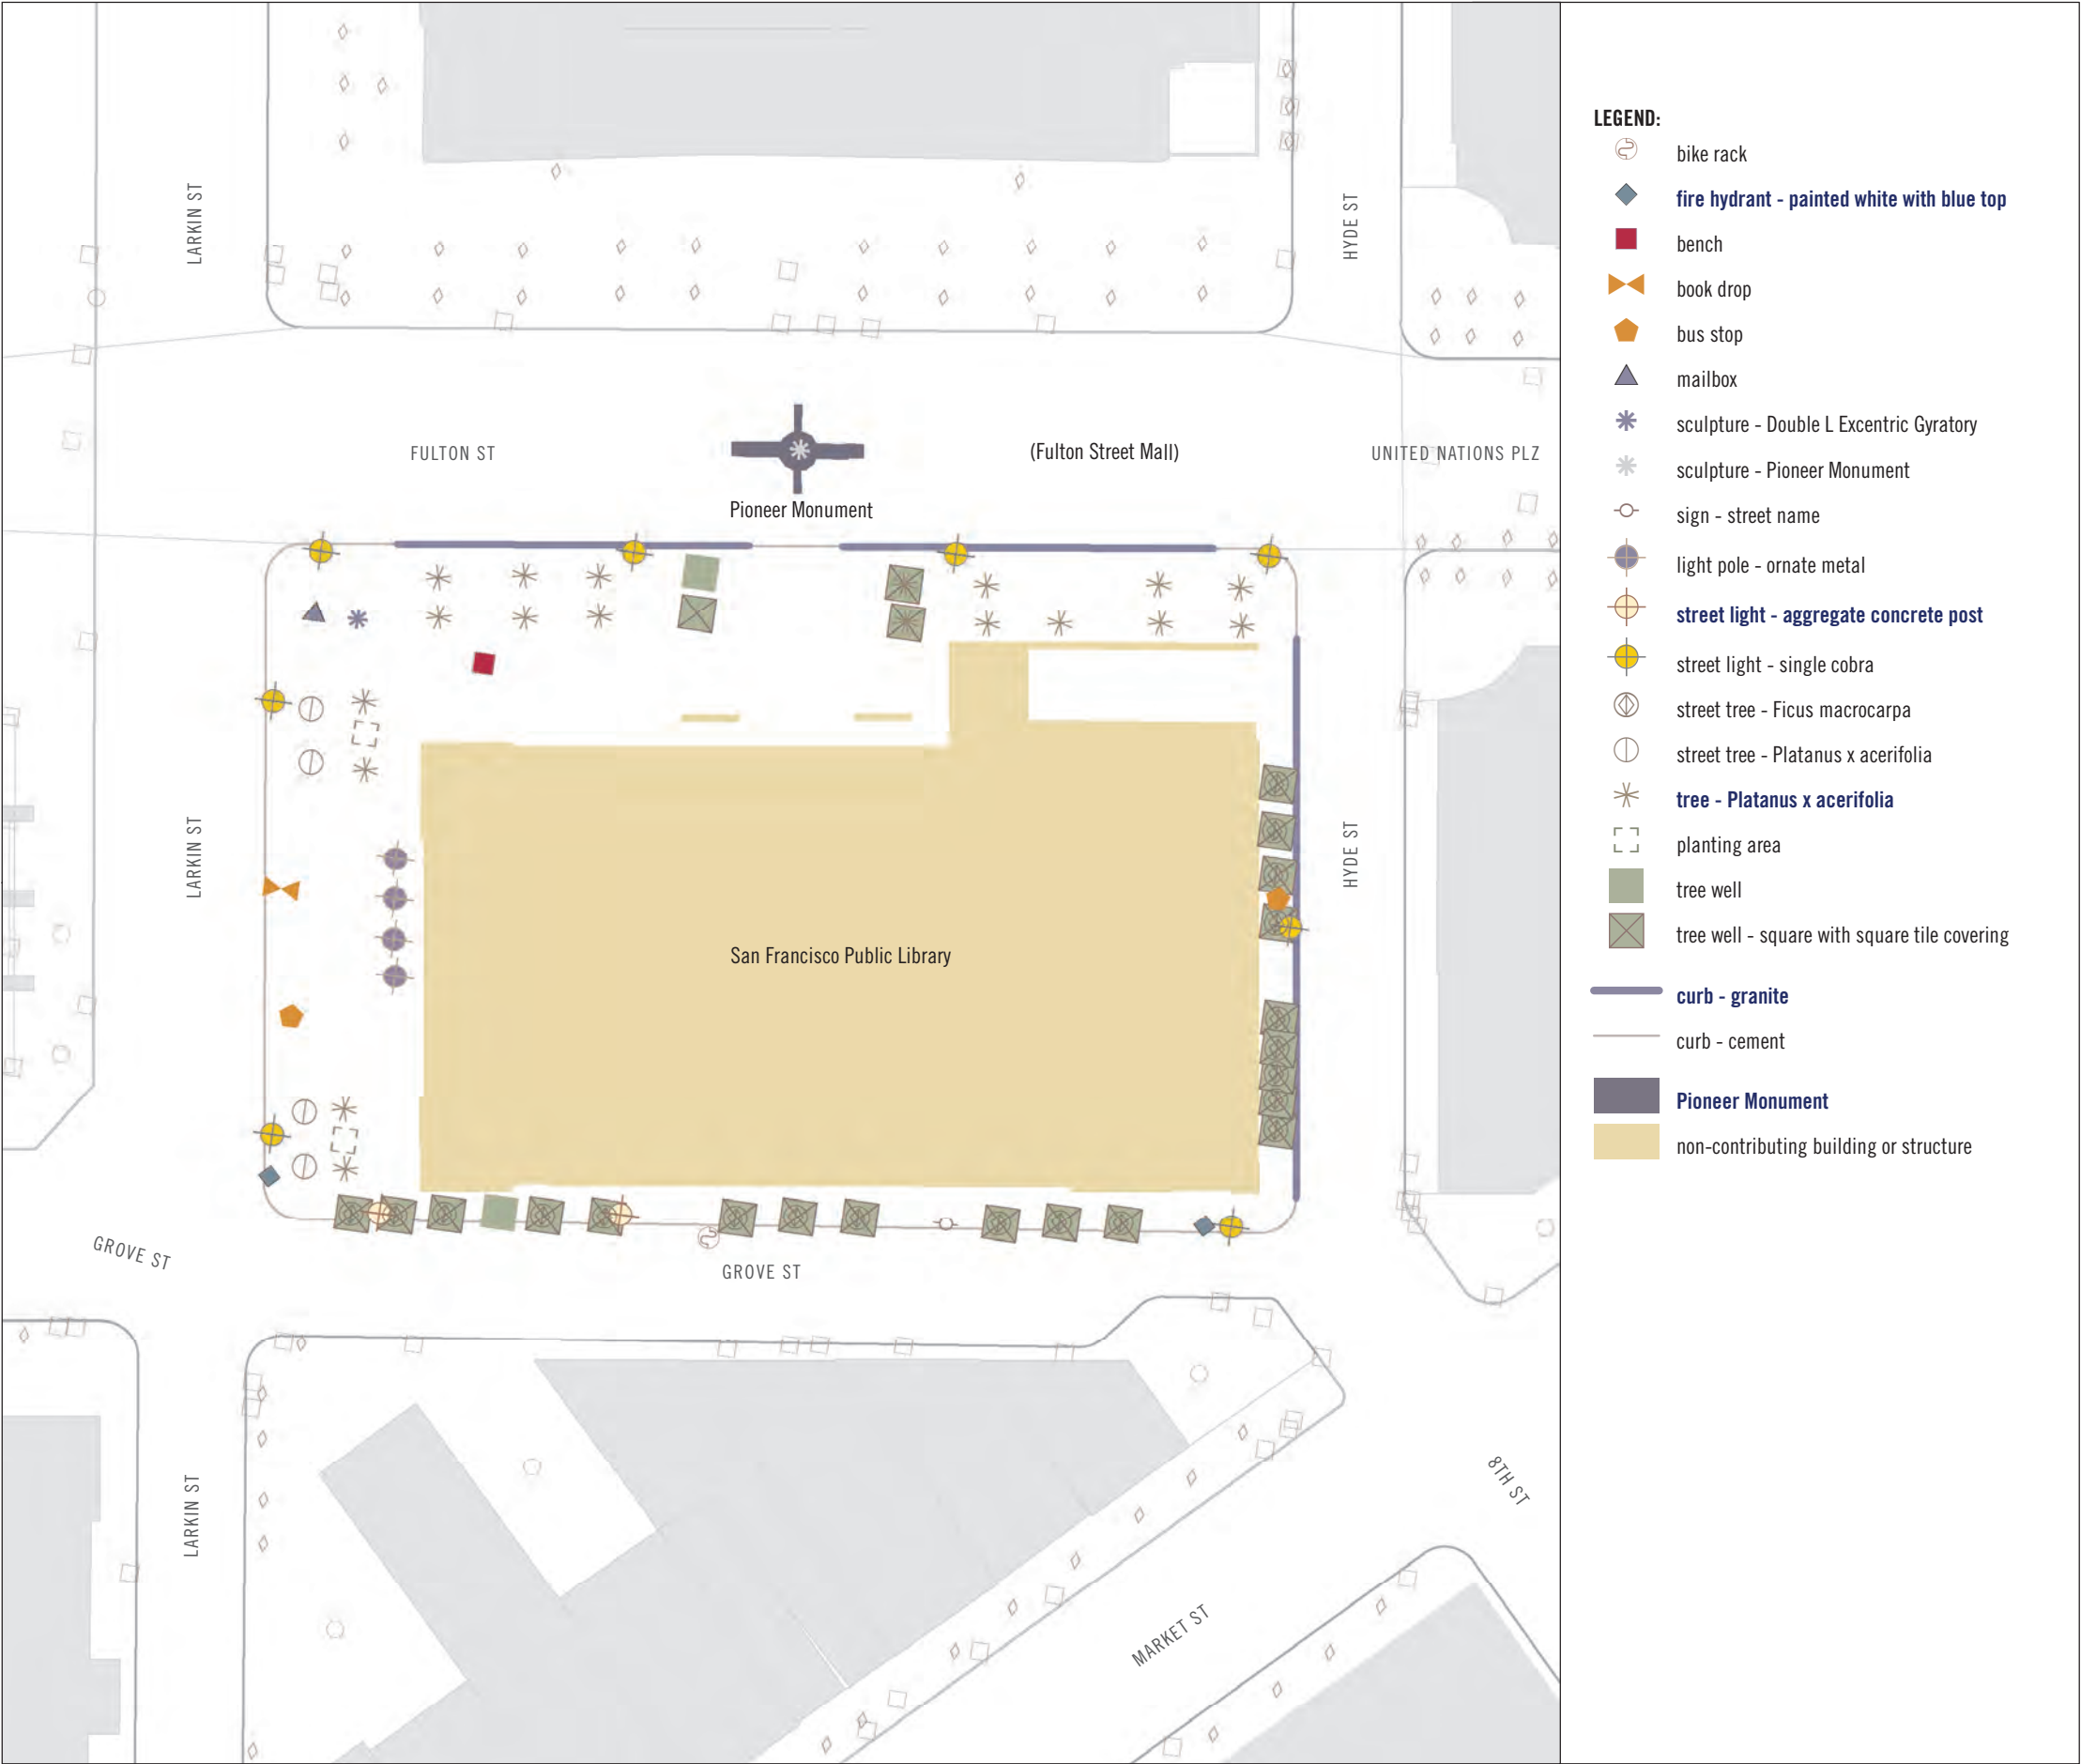 LARKIN ST
HYDE ST
FULTON ST
(Fulton Street Mall)
UNITED NATIONS PLZ
Pioneer Monument
LARKIN ST
HYDE ST
San Francisco Public Library
GROVE ST
GROVE ST
LARKIN ST
8TH ST
MARKET ST
LEGEND:
bike rack
fire hydrant - painted white with blue top
bench
book drop
bus stop
mailbox
sculpture - Double L Excentric Gyratory
sculpture - Pioneer Monument
sign - street name
light pole - ornate metal
street light - aggregate concrete post
street light - single cobra
street tree - Ficus macrocarpa
street tree - Platanus x acerifolia
tree - Platanus x acerifolia
planting area
tree well
tree well - square with square tile covering
curb - granite
curb - cement
Pioneer Monument
non-contributing building or structure